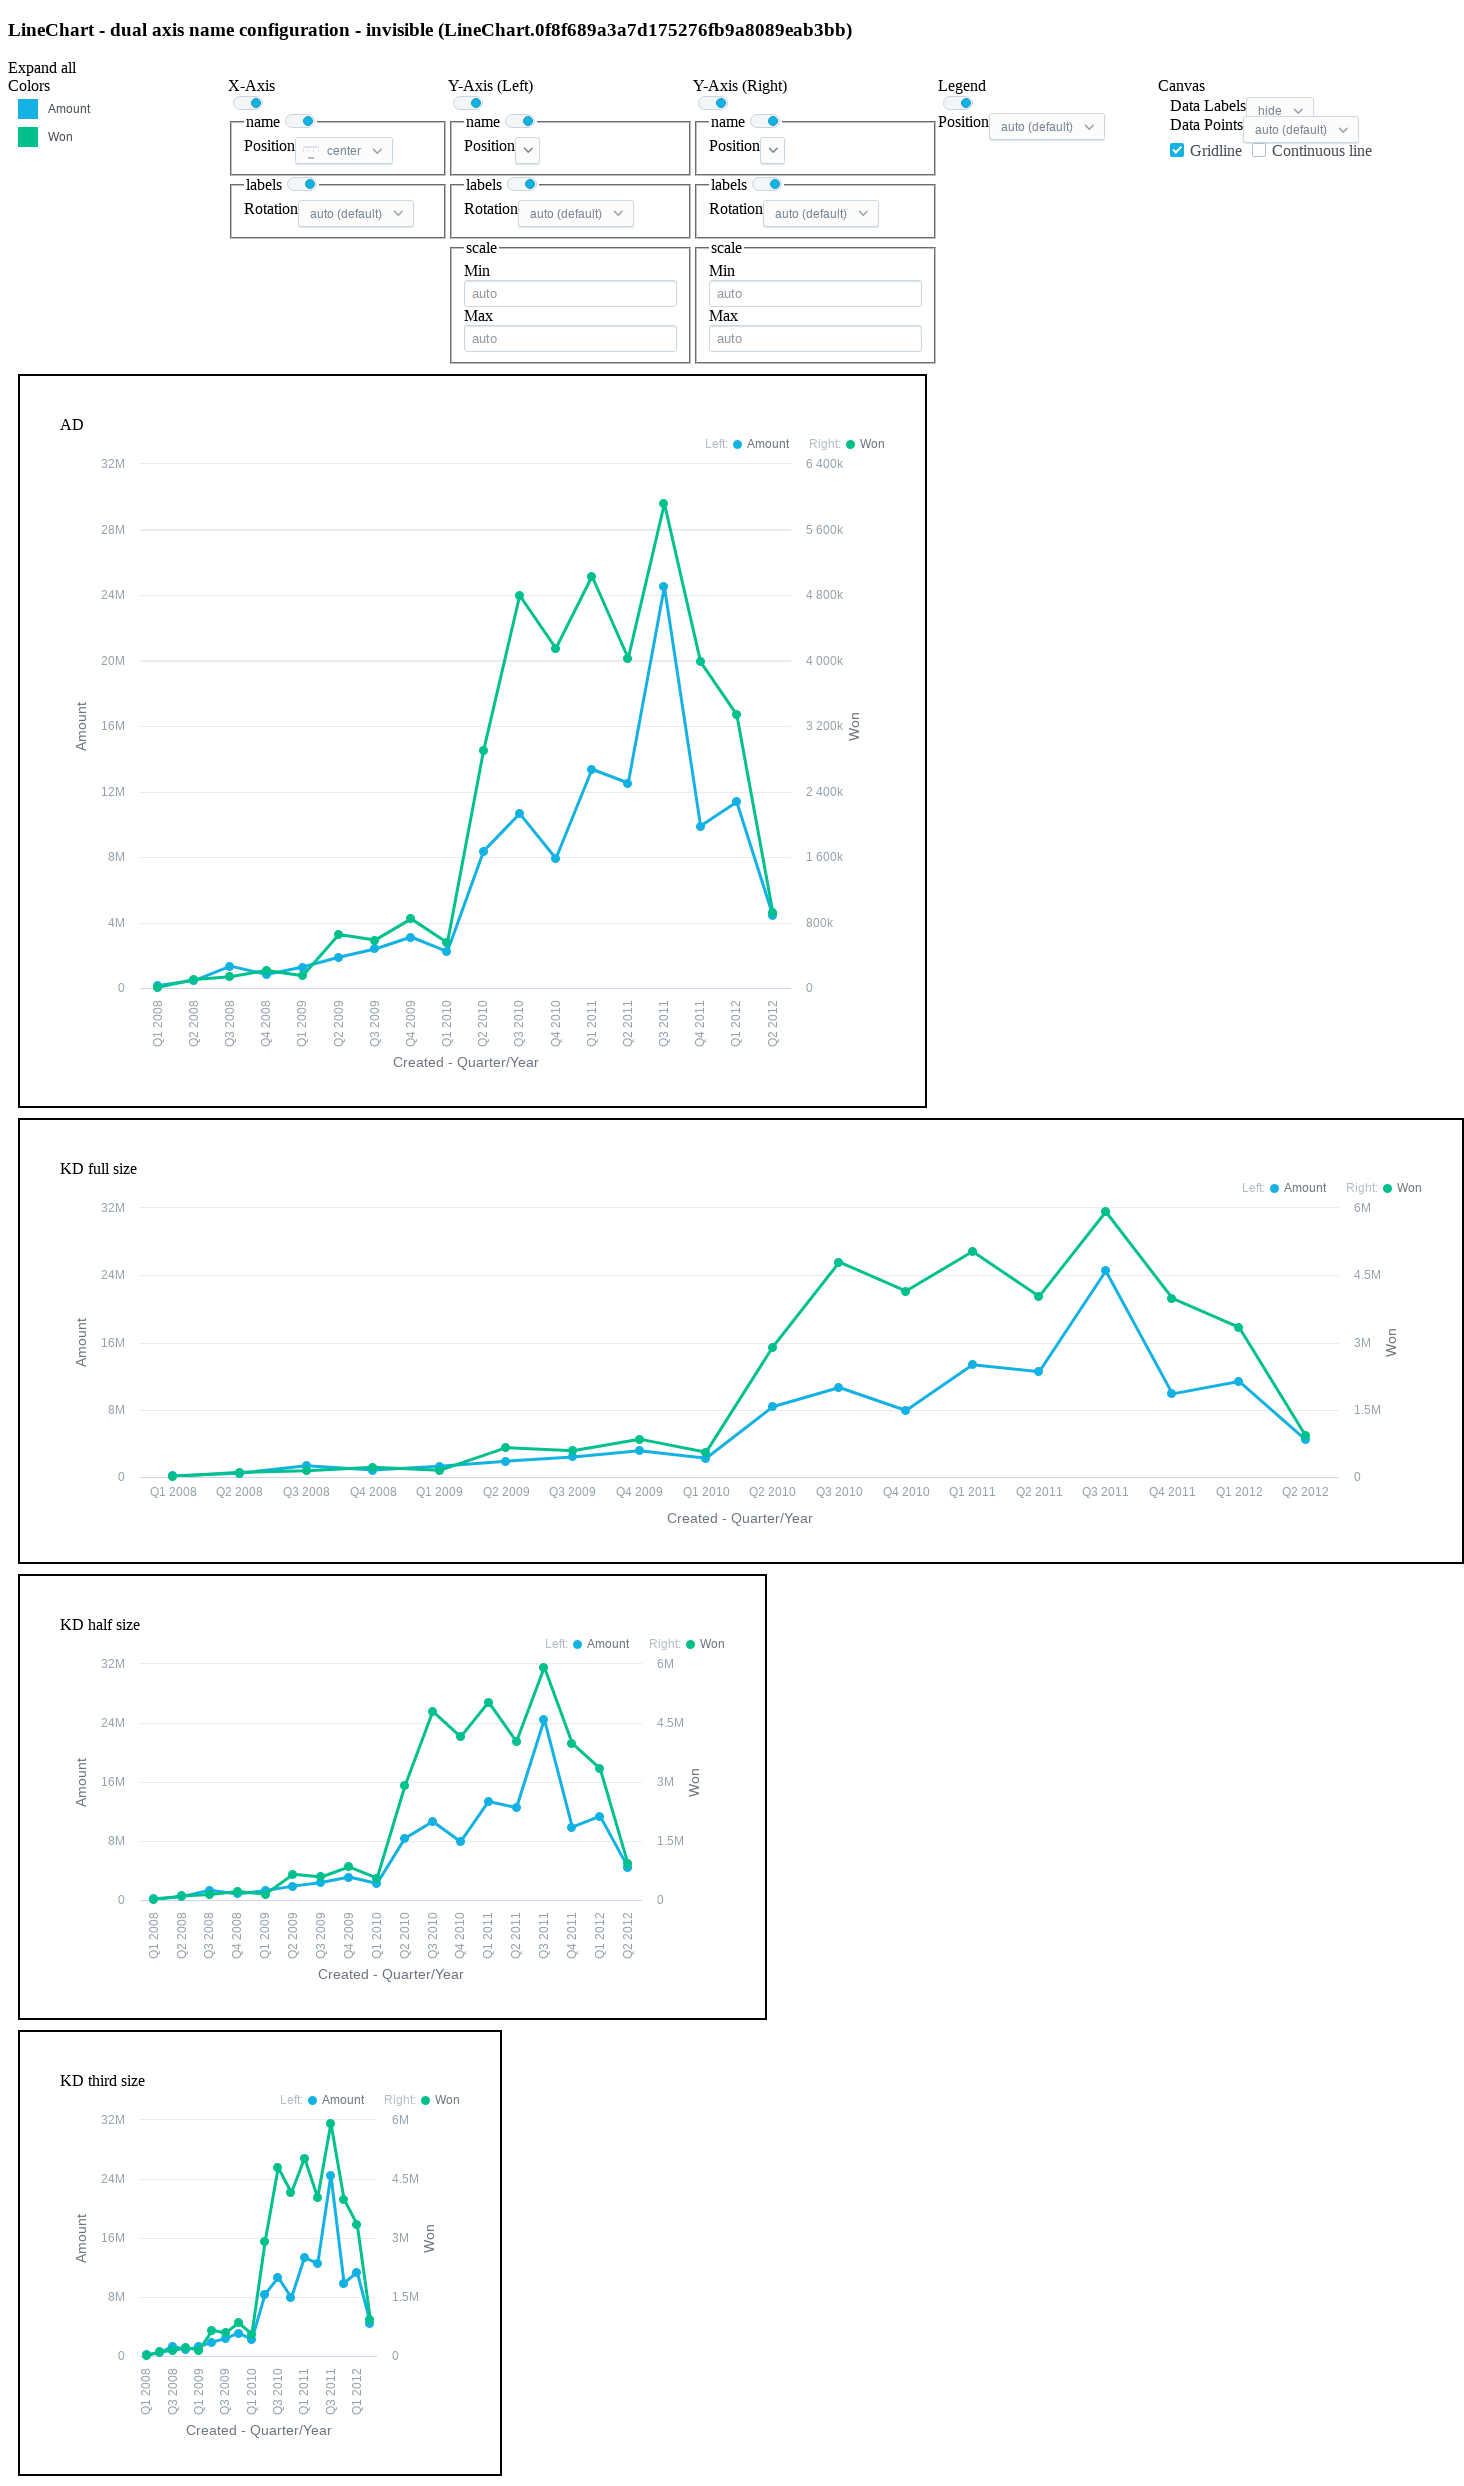 LineChart - dual axis name configuration - invisible (LineChart.0f8f689a3a7d175276fb9a8089eab3bb)
Expand all
Colors
Amount
Won
X-Axis
name
Position center
labels
Rotation auto (default)
Y-Axis (Left)
name
Position
labels
Rotation auto (default)
scale
Min
auto
Max
auto
Y-Axis (Right)
name
Position
labels
Rotation auto (default)
scale
Min
auto
Max
auto
Legend
Position auto (default)
Canvas
Data Labels hide
Data Points auto (default)
Gridline Continuous line
AD
Left: Amount Right: Won
32M 6 400k
28M 5 600k
24M 4 800k
20M 4 000k
16M 3 200k
12M 2 400k
8M 1 600k
4M 800k
0 0
Amount
Won
Q1 2008 Q2 2008 Q3 2008 Q4 2008 Q1 2009 Q2 2009 Q3 2009 Q4 2009 Q1 2010 Q2 2010 Q3 2010 Q4 2010 Q1 2011 Q2 2011 Q3 2011 Q4 2011 Q1 2012 Q2 2012
Created - Quarter/Year
KD full size
Left: Amount Right: Won
32M 6M
24M 4.5M
16M 3M
8M 1.5M
0 0
Amount
Won
Q1 2008 Q2 2008 Q3 2008 Q4 2008 Q1 2009 Q2 2009 Q3 2009 Q4 2009 Q1 2010 Q2 2010 Q3 2010 Q4 2010 Q1 2011 Q2 2011 Q3 2011 Q4 2011 Q1 2012 Q2 2012
Created - Quarter/Year
KD half size
Left: Amount Right: Won
32M 6M
24M 4.5M
16M 3M
8M 1.5M
0 0
Amount
Won
Q1 2008 Q2 2008 Q3 2008 Q4 2008 Q1 2009 Q2 2009 Q3 2009 Q4 2009 Q1 2010 Q2 2010 Q3 2010 Q4 2010 Q1 2011 Q2 2011 Q3 2011 Q4 2011 Q1 2012 Q2 2012
Created - Quarter/Year
KD third size
Left: Amount Right: Won
32M 6M
24M 4.5M
16M 3M
8M 1.5M
0 0
Amount
Won
Q1 2008 Q3 2008 Q1 2009 Q3 2009 Q1 2010 Q3 2010 Q1 2011 Q3 2011 Q1 2012
Created - Quarter/Year